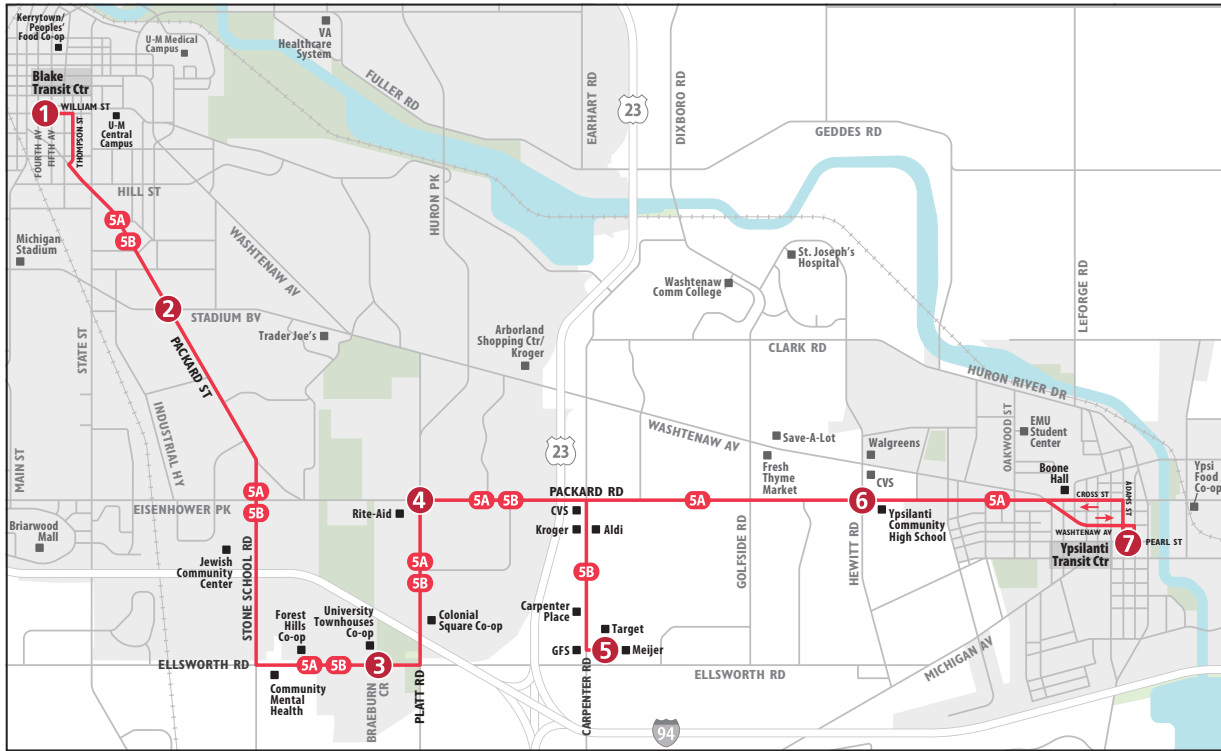 Kerrytown/
Peoples'
Food Co-op
U-M Medical
Campus
VA
Healthcare
System
FULLER RD
EARHART RD
23
DIXBORO RD
GEDDES RD
Blake
Transit Ctr
1
WILLIAM ST
U-M
Central
Campus
FOURTH AV
FIFTH AV
THOMPSON ST
HILL ST
5A
5B
HURON PK
Michigan
Stadium
WASHTENAW AV
St. Joseph's
Hospital
Washtenaw
Comm College
LEFORGE RD
2
STADIUM BV
STATE ST
Trader Joe's
PACKARD ST
Arborland
Shopping Ctr/
Kroger
CLARK RD
HURON RIVER DR
INDUSTRIAL HY
MAIN ST
23
WASHTENAW AV
Save-A-Lot
Fresh
Thyme
Market
Walgreens
CVS
OAKWOOD ST
EMU
Student
Center
Boone
Hall
ADAMS ST
CROSS ST
Ypsi
Food
Co-op
5A
5B
EISENHOWER PK
Rite-Aid
4
5A
5B
PACKARD RD
CVS
Kroger
Aldi
5A
6
Ypsilanti
Community
High School
5A
WASHTENAW AV
7
PEARL ST
Ypsilanti
Transit Ctr
Briarwood
Mall
Jewish
Community
Center
STONE SCHOOL RD
5A
5B
5B
GOLFSIDE RD
HEWITT RD
Forest
Hills
Co-op
University
Townhouses
Co-op
Colonial
Square Co-op
Carpenter
Place
Target
5
Meijer
GFS
ELLSWORTH RD
5A
5B
3
ELLSWORTH RD
MICHIGAN AV
Community
Mental
Health
BRAEBURN
CR
PLATT RD
CARPENTER RD
94